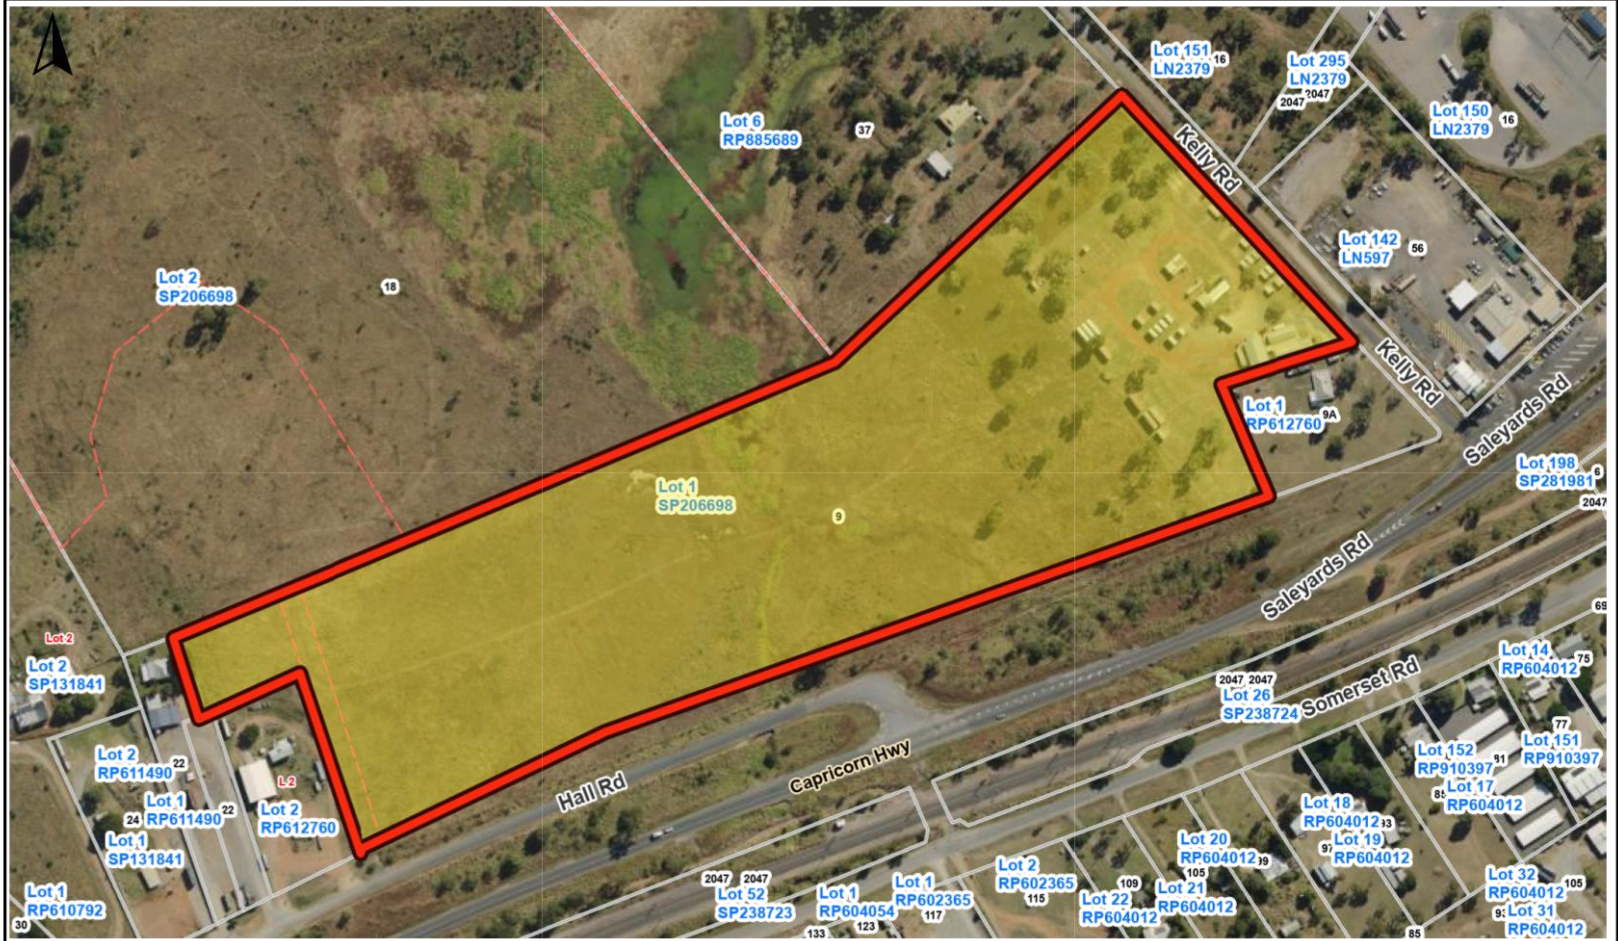 Lot 151
LN2379
16
Lot 295
LN2379
2047
2047
Lot 150
LN2379
16
Lot 6
RP885689
37
Kelly Rd
Lot 142
LN597
56
Lot 2
SP206698
18
Kelly Rd
Saleyards Rd
Lot 1
RP612760
9A
Lot 198
SP281981
6
2047
Lot 1
SP206698
9
Saleyards Rd
69
Lot 2
Lot 2
SP131841
Lot 14
RP604012
75
2047
2047
Lot 26
SP238724
Somerset Rd
Lot 2
RP611490
22
Capricorn Hwy
Hall Rd
77
Lot 151
RP910397
Lot 152
RP910397
81
L 2
Lot 2
RP612760
Lot 1
RP611490
22
24
Lot 1
SP131841
Lot 17
RP604012
Lot 18
RP604012
93
Lot 19
RP604012
Lot 20
RP604012
99
105
Lot 21
RP604012
109
Lot 22
RP604012
Lot 2
RP602365
115
Lot 1
RP602365
117
Lot 1
RP604054
123
133
2047
2047
Lot 52
SP238723
Lot 32
RP604012
105
Lot 31
RP604012
85
Lot 1
RP610792
30